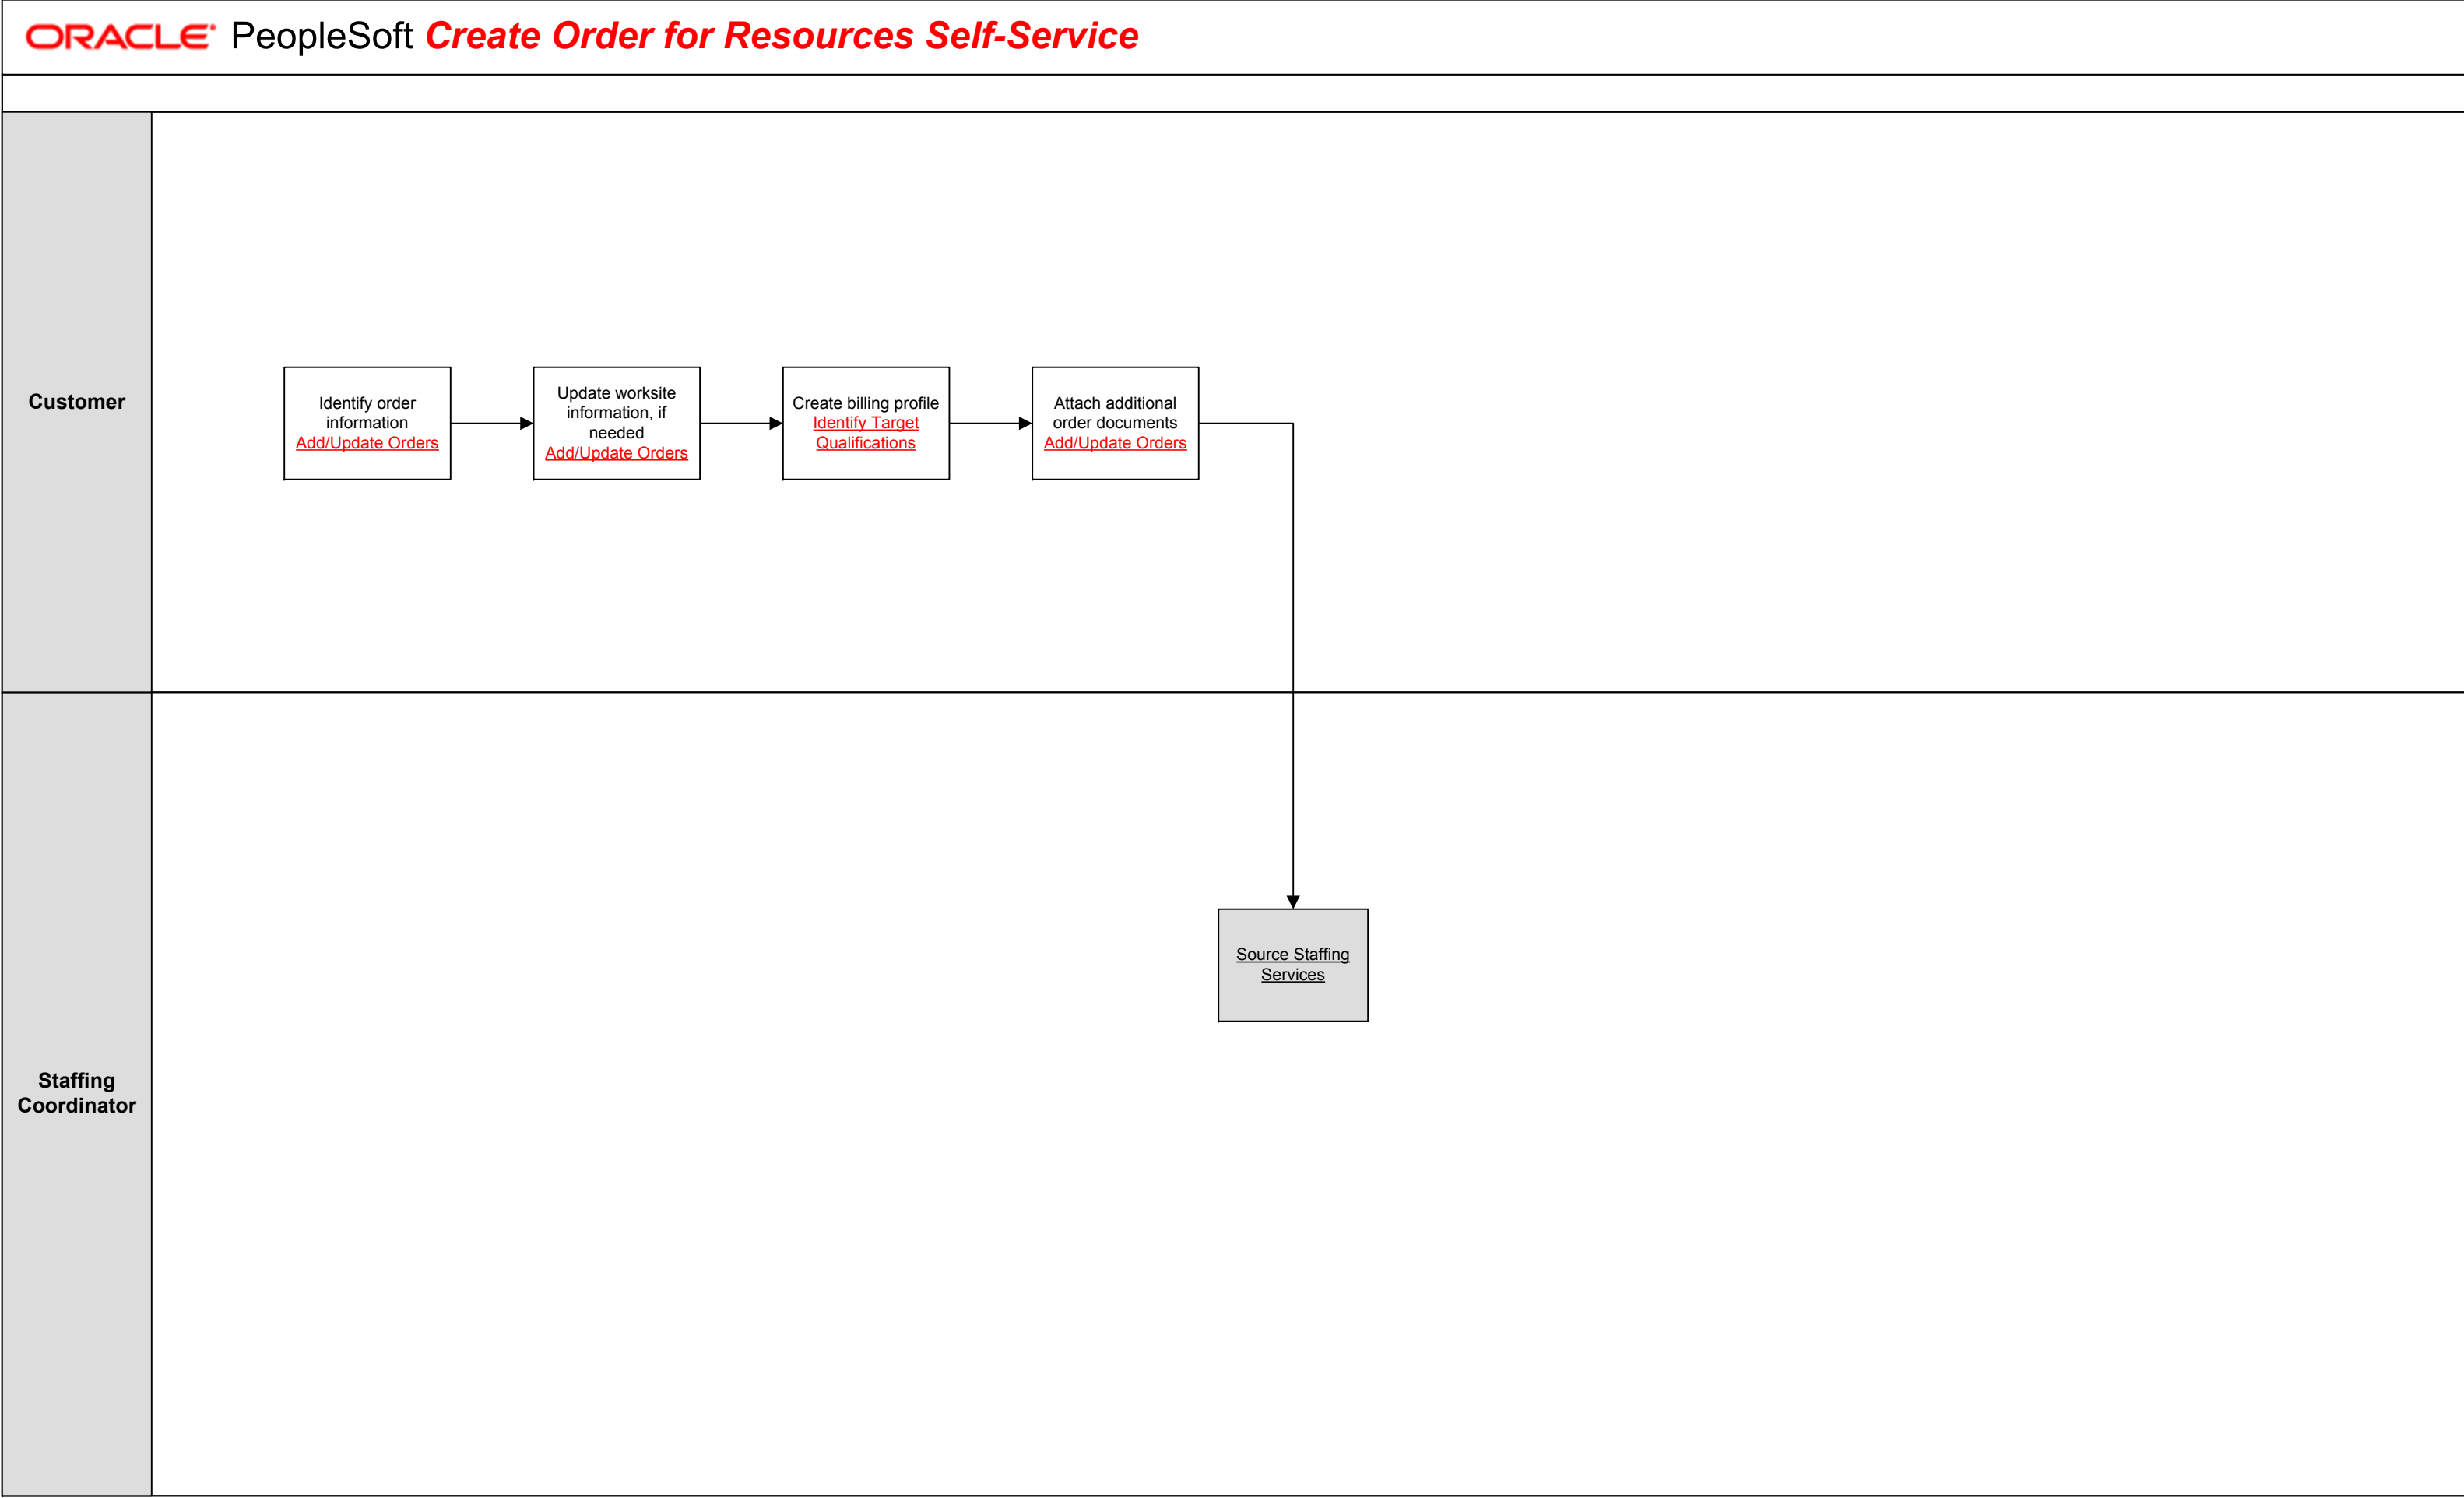 ORACLE PeopleSoft Create Order for Resources Self-Service
Customer
Identify order
information
Add/Update Orders
Update worksite
information, if
needed
Add/Update Orders
Create billing profile
Identify Target
Qualifications
Attach additional
order documents
Add/Update Orders
Staffing
Coordinator
Source Staffing
Services